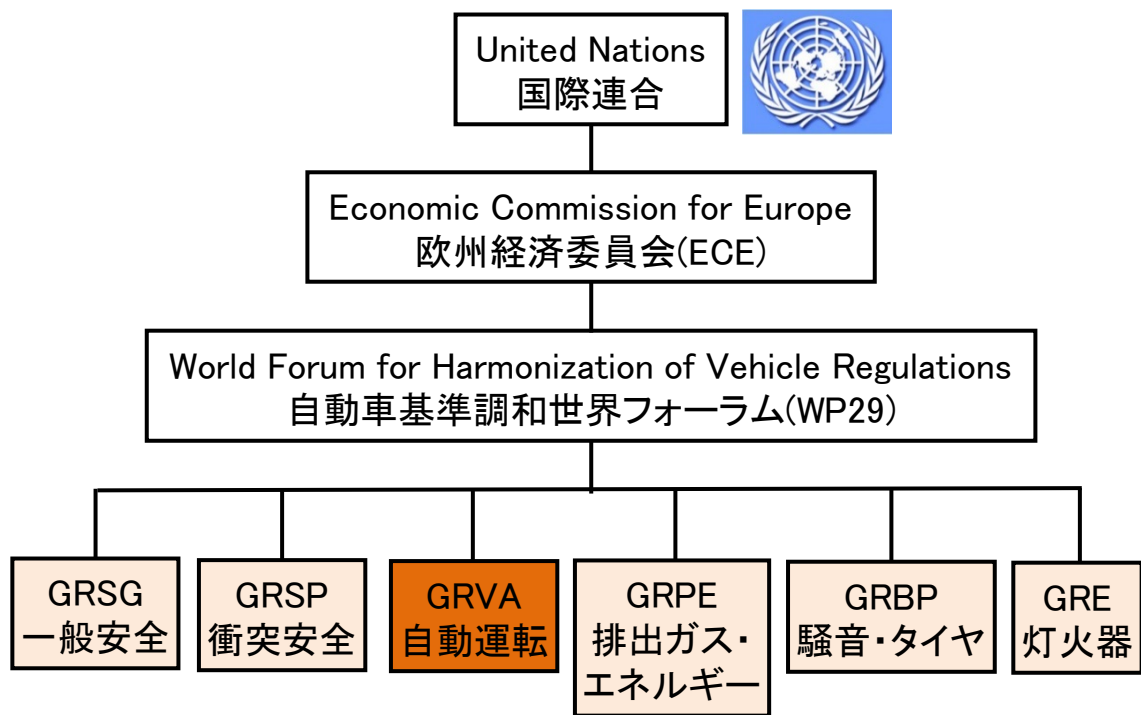 United Nations
国際連合
Economic Commission for Europe
欧州経済委員会(ECE)
World Forum for Harmonization of Vehicle Regulations
自動車基準調和世界フォーラム(WP29)
GRSG
一般安全
GRSP
衝突安全
GRVA
自動運転
GRPE
排出ガス・
エネルギー
GRBP
騒音・タイヤ
GRE
灯火器